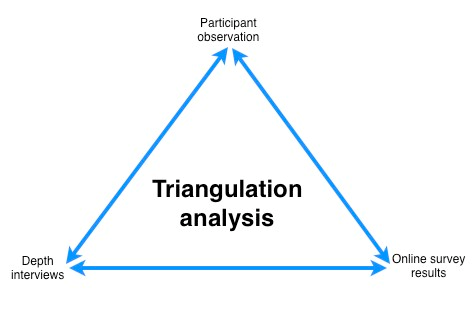 Participant
observation
Triangulation
analysis
Depth
interviews
Online survey
results